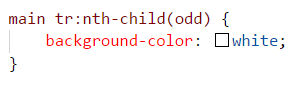 main tr:nth-child(odd) {
    background-color: white;
}